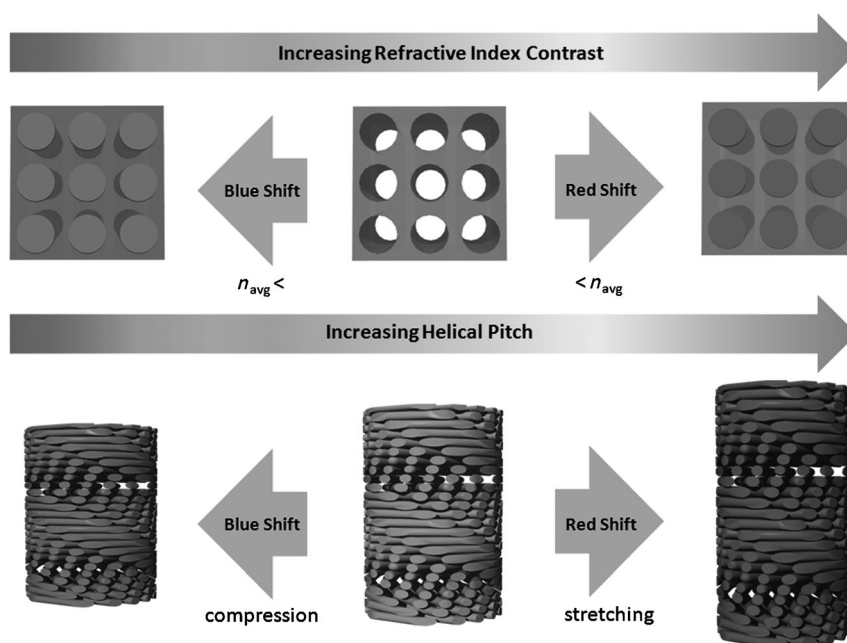 Increasing Refractive Index Contrast
Blue Shift
Red Shift
navg <
< navg
Increasing Helical Pitch
Blue Shift
Red Shift
compression
stretching